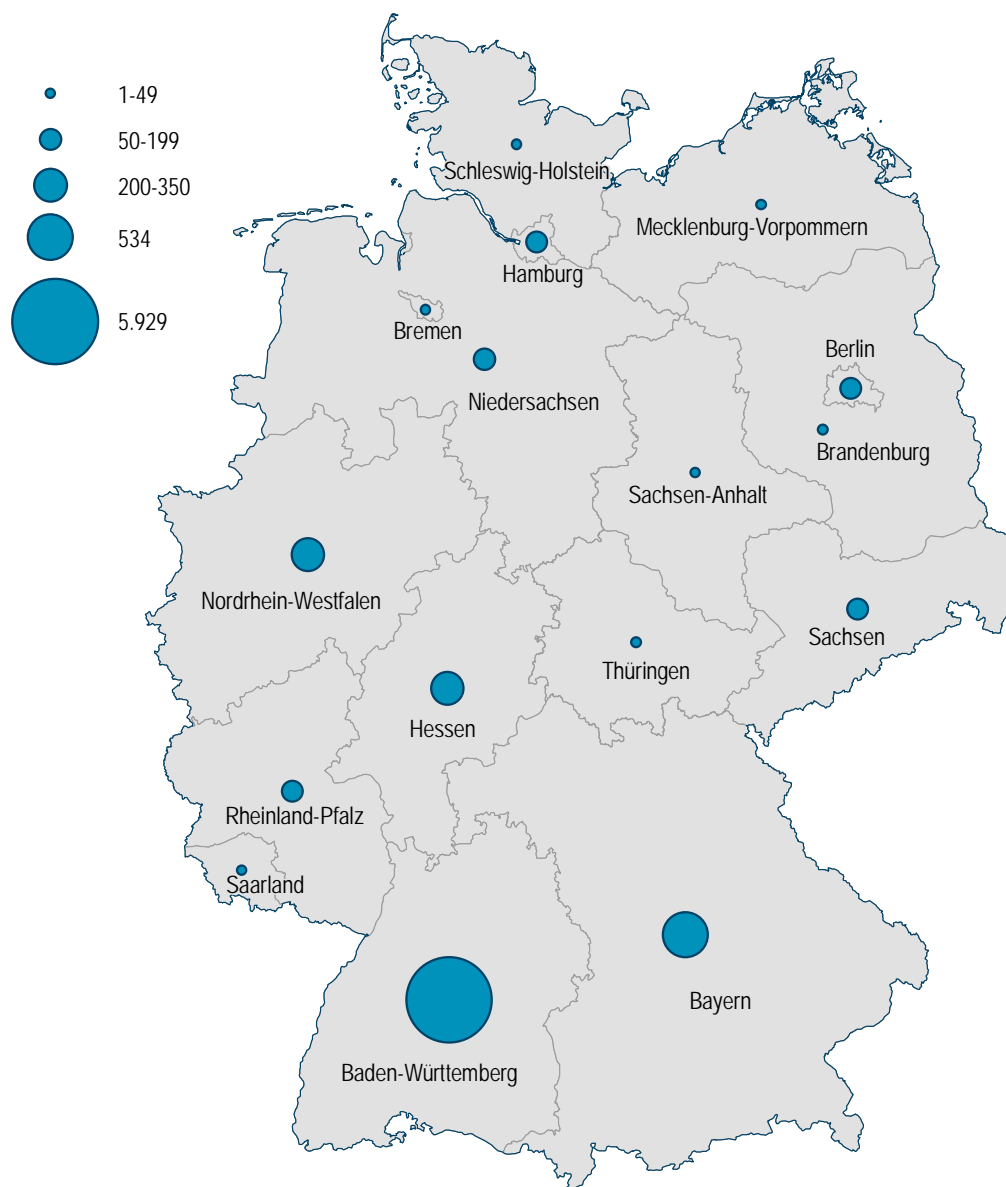 1-49
50-199
200-350
534
5.929
Schleswig-Holstein
Mecklenburg-Vorpommern
Hamburg
Bremen
Berlin
Niedersachsen
Brandenburg
Sachsen-Anhalt
Nordrhein-Westfalen
Sachsen
Thüringen
Hessen
Rheinland-Pfalz
Saarland
Bayern
Baden-Württemberg